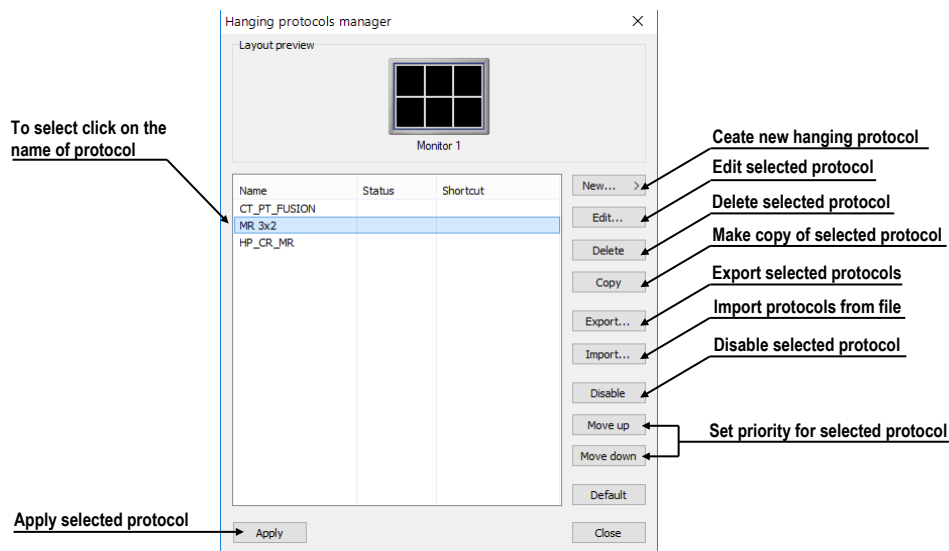 Hanging protocols manager
Layout preview
Monitor 1
To select click on the
name of protocol
Name Status Shortcut
CT_PT_FUSION
MR 3x2
HP_CR_MR
New... >
Edit...
Delete
Copy
Export...
Import...
Disable
Move up
Move down
Default
Apply
Close
Ceate new hanging protocol
Edit selected protocol
Delete selected protocol
Make copy of selected protocol
Export selected protocols
Import protocols from file
Disable selected protocol
Set priority for selected protocol
Apply selected protocol